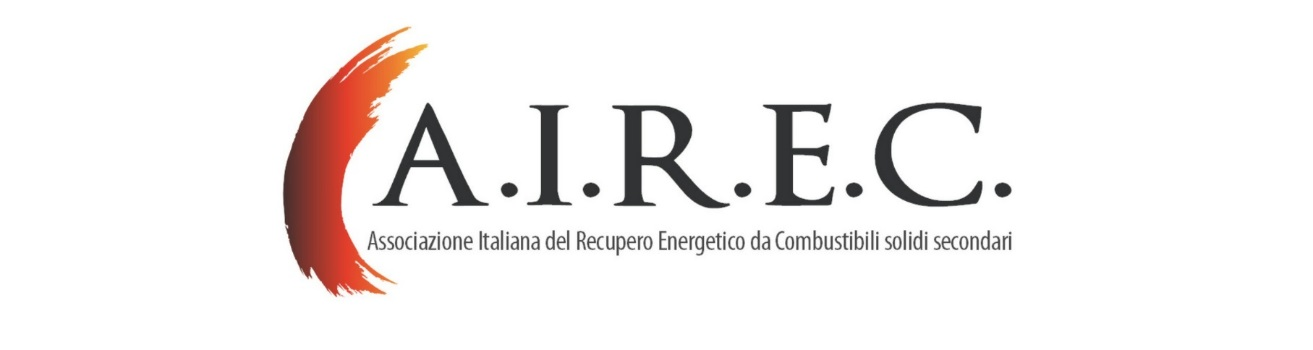 A.I.R.E.C.
Associazione Italiana del Recupero Energetico da Combustibili solidi secondari